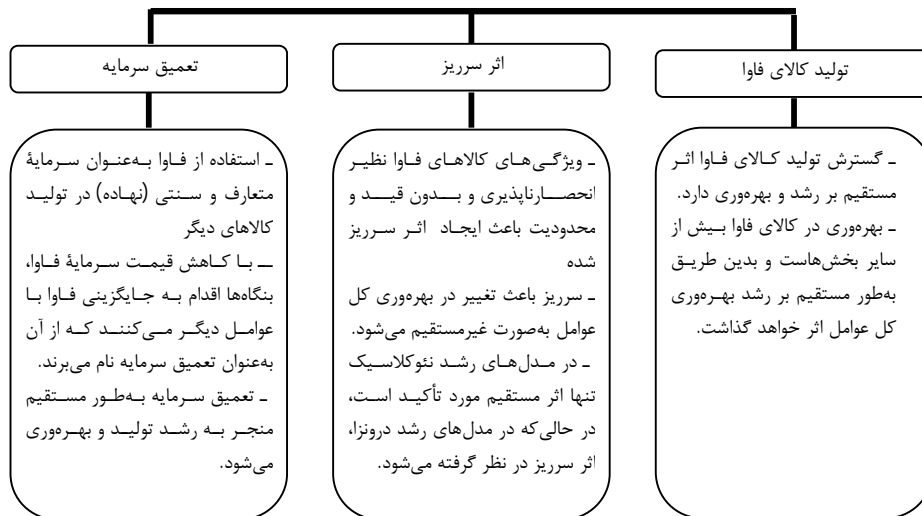 تولید کالای فاوا
ـ گسترش تولید کالای فاوا اثر
مستقیم بر رشد و بهره‌وری دارد.
ـ بهره‌وری در کالای فاوا بیش از
سایر بخش‌هاست و بدین طریق
به‌طور مستقیم بر رشد بهره‌وری
کل عوامل اثر خواهد گذاشت.
اثر سرریز
ـ ویژگی‌های کالاهای فاوا نظیر
انحصارناپذیری و بدون قید و
محدودیت باعث ایجاد اثر سرریز
شده
ـ سرریز باعث تغییر در بهره‌وری کل
عوامل به‌صورت غیرمستقیم می‌شود.
ـ در مدل‌های رشد نئوکلاسیک
تنها اثر مستقیم مورد تأکید است،
در حالی‌که در مدل‌های رشد درونزا،
اثر سرریز در نظر گرفته می‌شود.
تعمیق سرمایه
ـ استفاده از فاوا به‌عنوان سرمایۀ
متعارف و سنتی (نهاده) در تولید
کالاهای دیگر
ـ با کاهش قیمت سرمایۀ فاوا،
بنگاه‌ها اقدام به جایگزینی فاوا با
عوامل دیگر می‌کنند که از آن
به‌عنوان تعمیق سرمایه نام می‌برند.
ـ تعمیق سرمایه به‌طور مستقیم
منجر به رشد تولید و بهره‌وری
می‌شود.